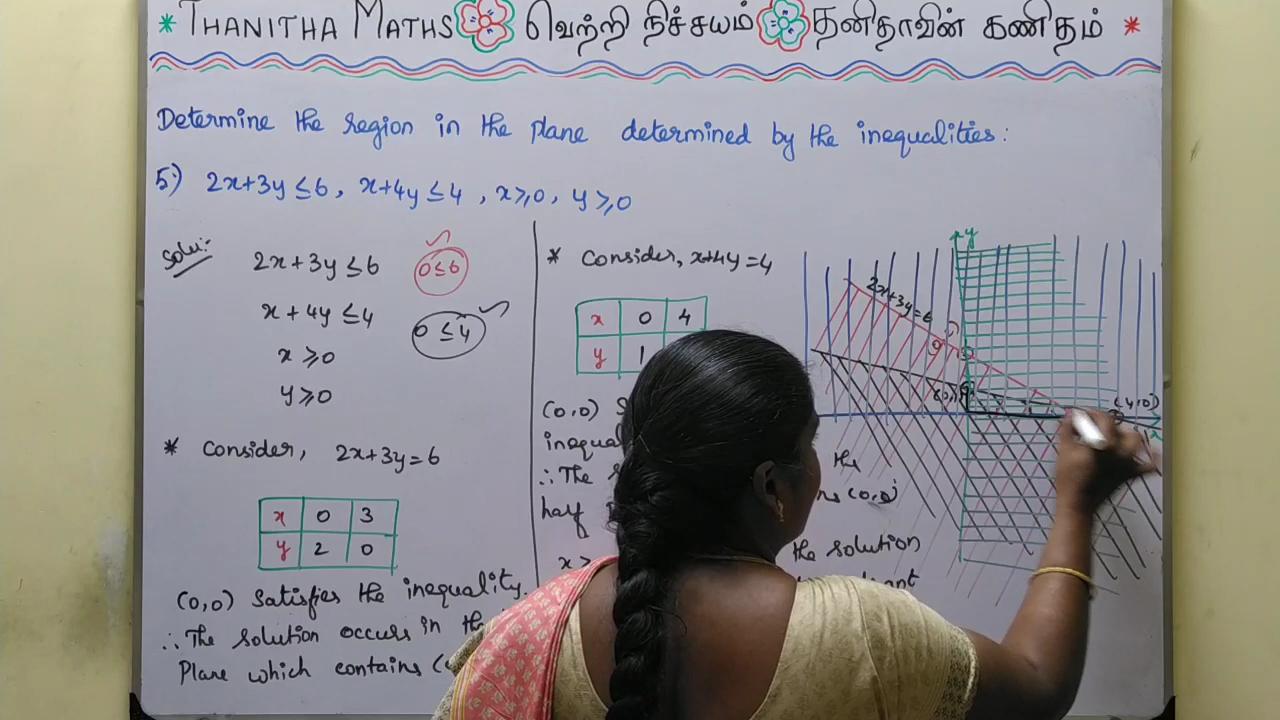 * THANITHA MATHS வெற்றி நிச்சயம் தனிதாவின் கணிதம் *
Determine the region in the plane determined by the inequalities:
5) 2x+3y ≤ 6, x+4y ≤ 4, x ≥ 0, y ≥ 0
Solu:-
2x+3y ≤ 6
0 ≤ 6
x + 4y ≤ 4
0 ≤ 4
x ≥ 0
y ≥ 0
* Consider, 2x+3y = 6
x 0 3
y 2 0
(0,0) Satisfies the inequality.
∴ The solution occurs in the
Plane which contains
* Consider, x+4y = 4
x 0 4
y 1
(0,0)
∴ The
the
half
(0,0)
the solution
y
2x+3y=6
(4,0)
x